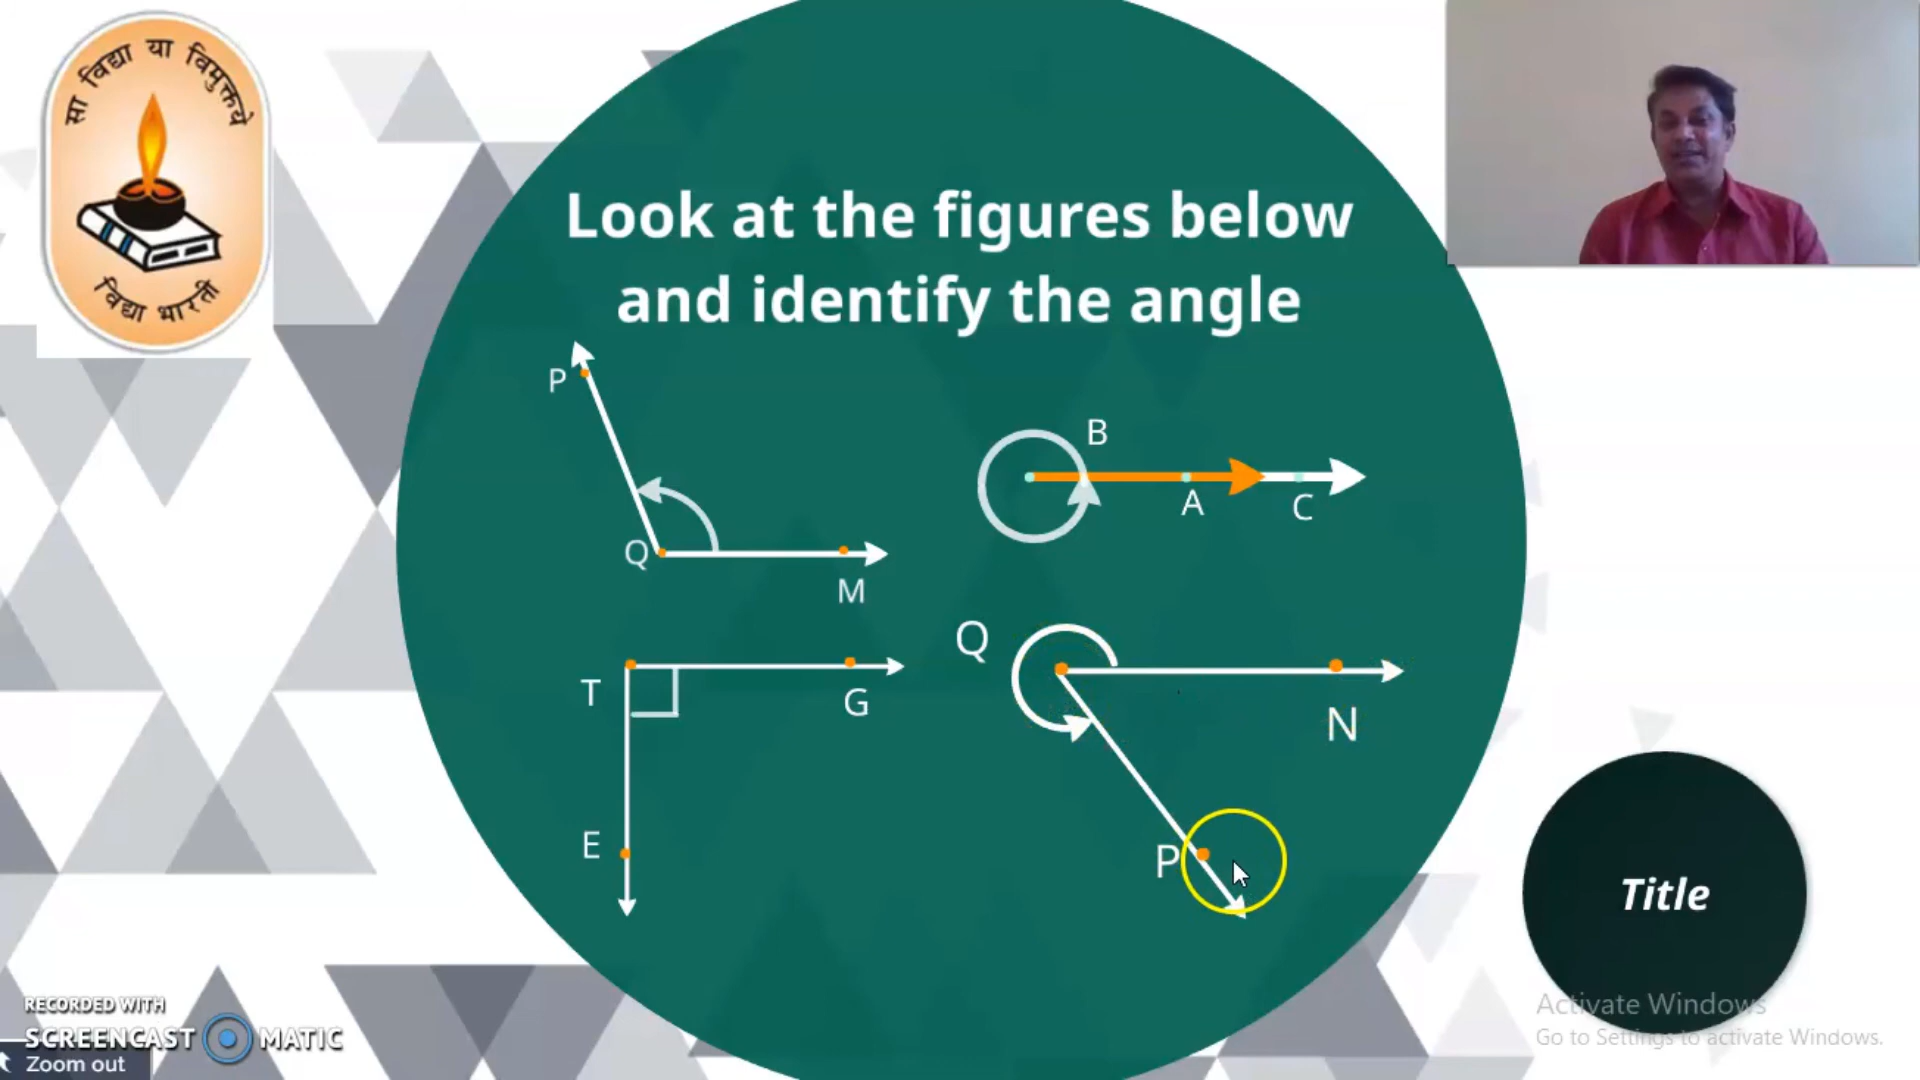 सा विद्या या विमुक्तये
विद्या भारती
Look at the figures below
and identify the angle
P
Q
M
B
A
C
T
G
E
Q
N
P
Title
Activate Windows
Go to Settings to activate Windows.
RECORDED WITH
SCREENCAST MATIC
Zoom out